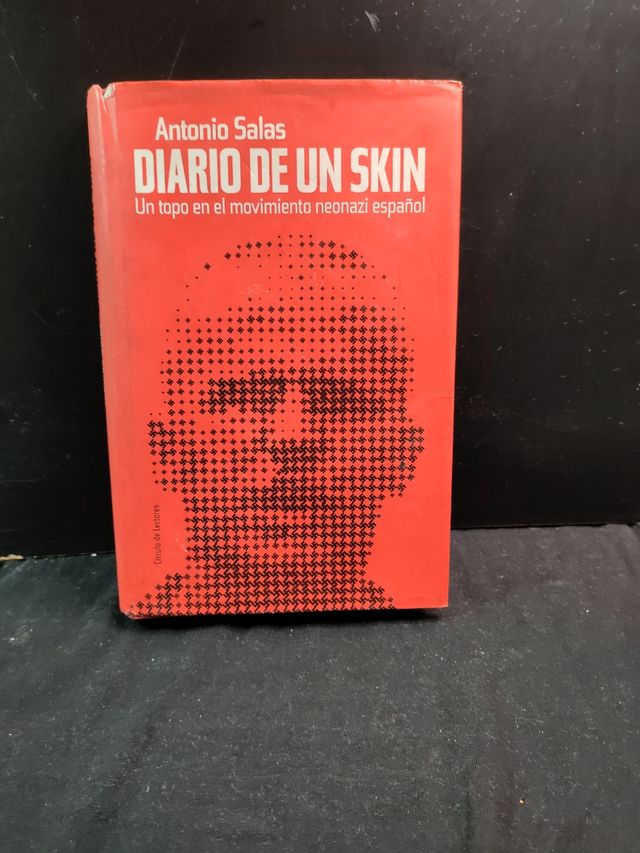 Antonio Salas
DIARIO DE UN SKIN
Un topo en el movimiento neonazi español
Círculo de Lectores